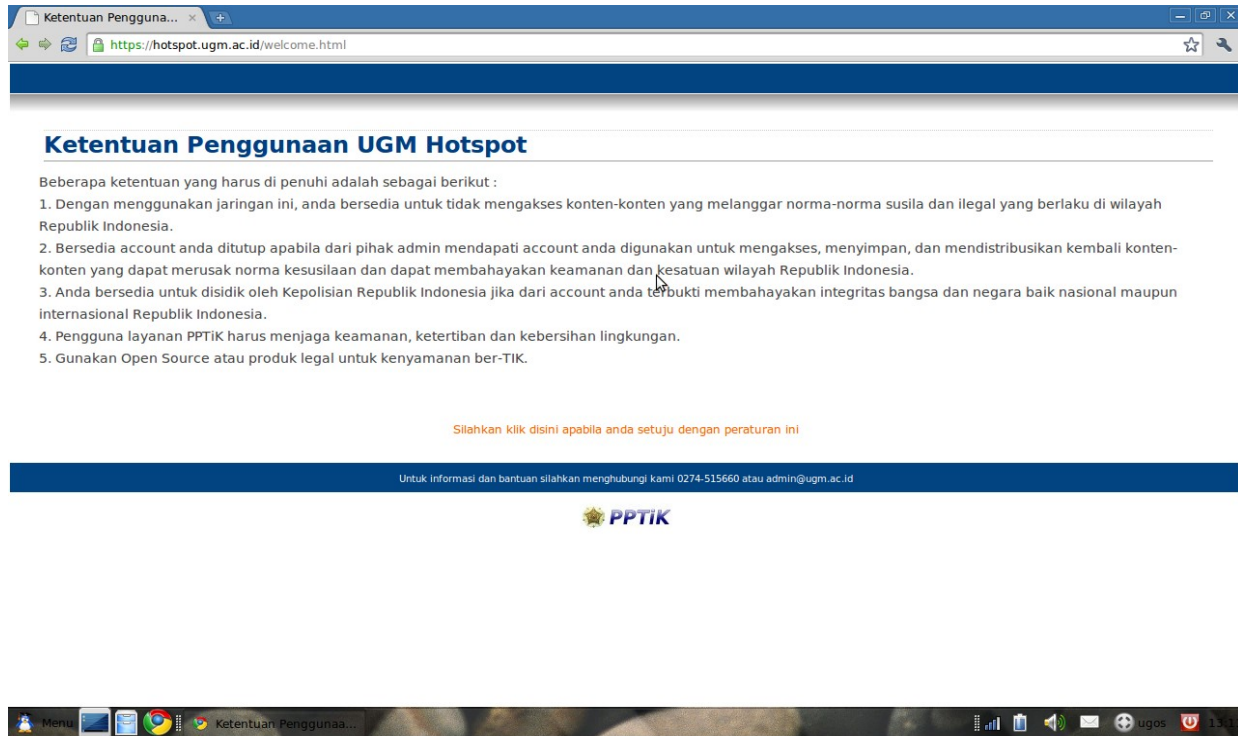 Ketentuan Pengguna...
https://hotspot.ugm.ac.id/welcome.html
Ketentuan Penggunaan UGM Hotspot
Beberapa ketentuan yang harus di penuhi adalah sebagai berikut :
1. Dengan menggunakan jaringan ini, anda bersedia untuk tidak mengakses konten-konten yang melanggar norma-norma susila dan ilegal yang berlaku di wilayah
Republik Indonesia.
2. Bersedia account anda ditutup apabila dari pihak admin mendapati account anda digunakan untuk mengakses, menyimpan, dan mendistribusikan kembali konten-
konten yang dapat merusak norma kesusilaan dan dapat membahayakan keamanan dan kesatuan wilayah Republik Indonesia.
3. Anda bersedia untuk disidik oleh Kepolisian Republik Indonesia jika dari account anda terbukti membahayakan integritas bangsa dan negara baik nasional maupun
internasional Republik Indonesia.
4. Pengguna layanan PPTiK harus menjaga keamanan, ketertiban dan kebersihan lingkungan.
5. Gunakan Open Source atau produk legal untuk kenyamanan ber-TIK.
Silahkan klik disini apabila anda setuju dengan peraturan ini
Untuk informasi dan bantuan silahkan menghubungi kami 0274-515660 atau admin@ugm.ac.id
PPTiK
Menu Ketentuan Penggunaa... ugos